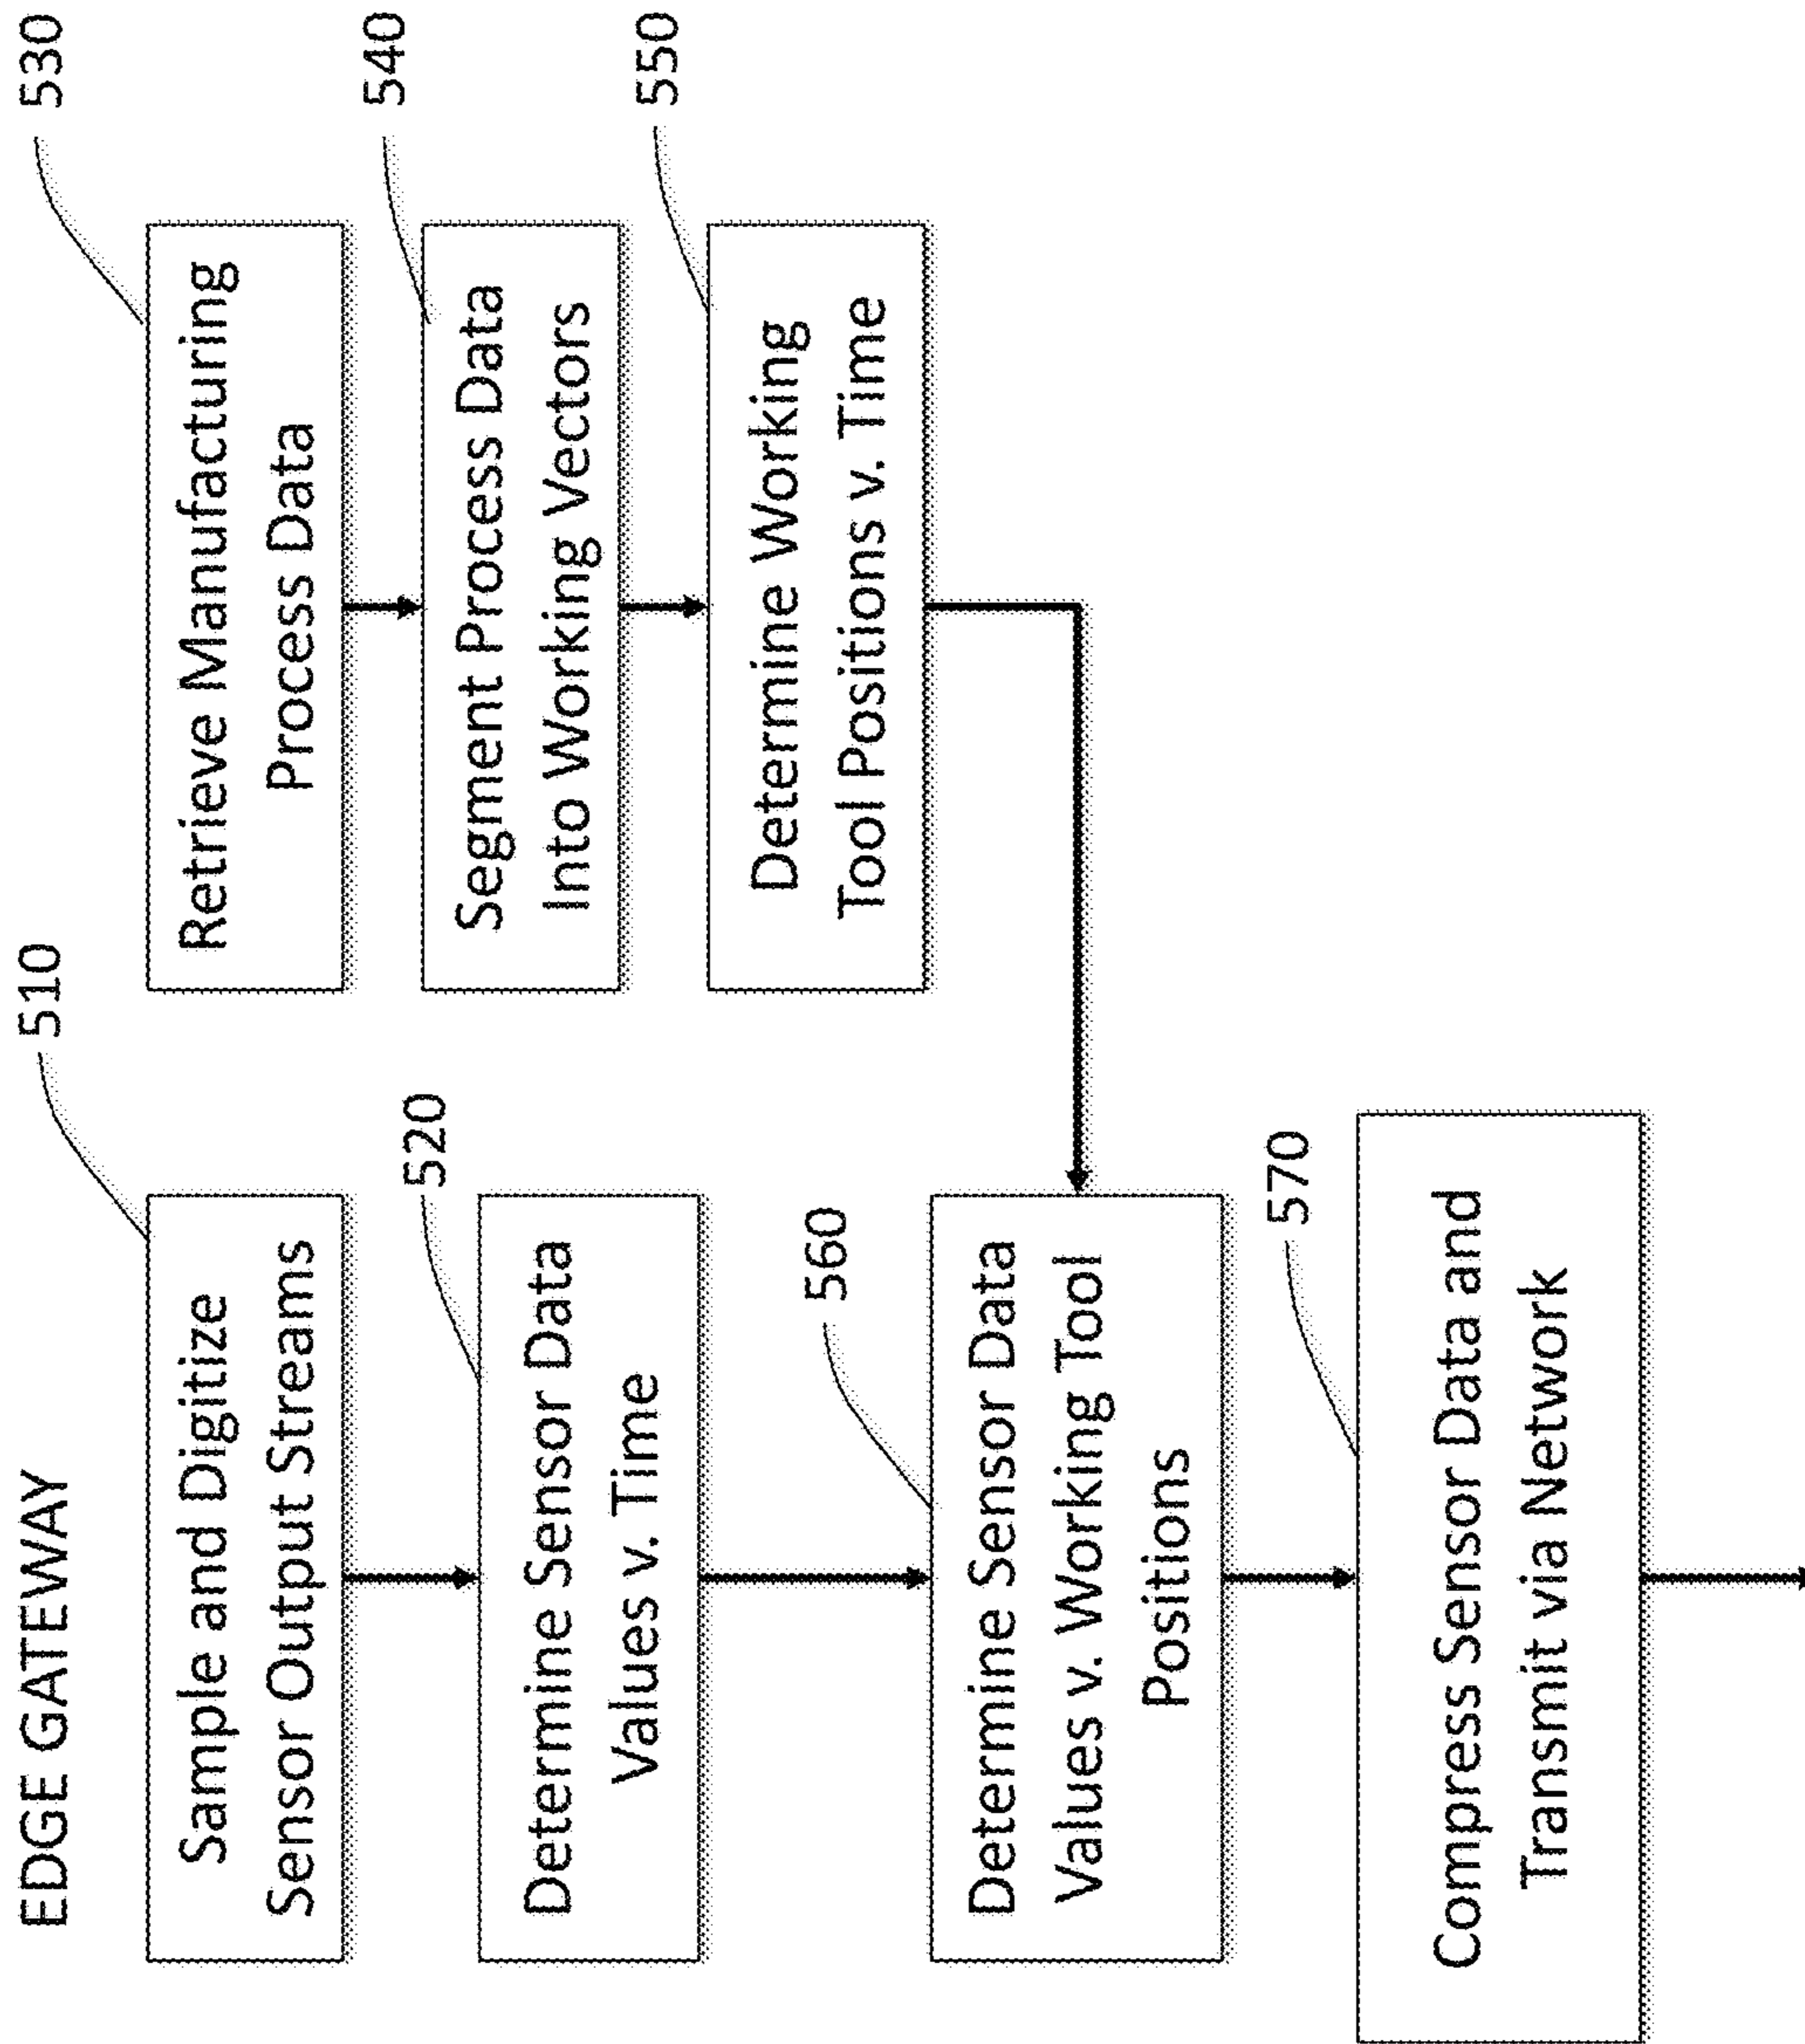 EDGE GATEWAY
510
Sample and Digitize
Sensor Output Streams
520
Determine Sensor Data
Values v. Time
530
Retrieve Manufacturing
Process Data
540
Segment Process Data
Into Working Vectors
550
Determine Working
Tool Positions v. Time
560
Determine Sensor Data
Values v. Working Tool
Positions
570
Compress Sensor Data and
Transmit via Network